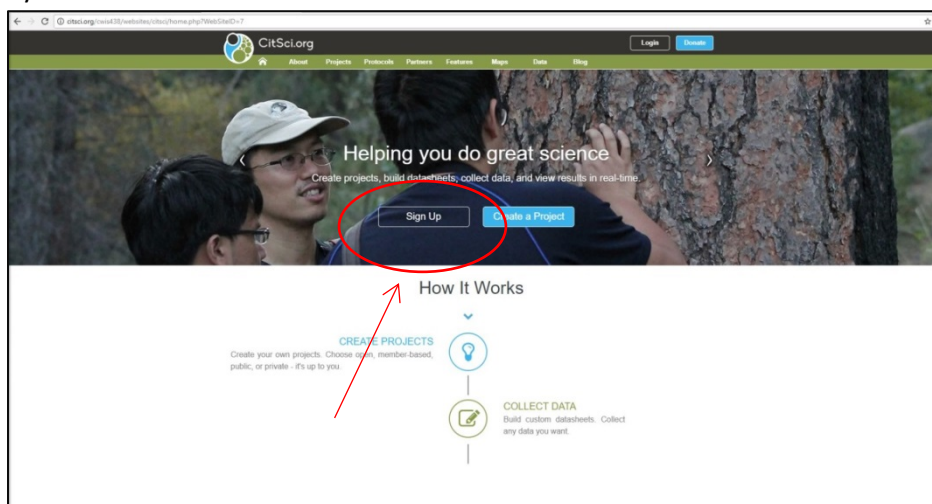 citsci.org/cwis438/websites/citsci/home.php?WebSiteID=7
CitSci.org
Login
Donate
About Projects Protocols Partners Features Maps Data Blog
Helping you do great science
Create projects, build datasheets, collect data, and view results in real-time.
Sign Up
Create a Project
How It Works
CREATE PROJECTS
Create your own projects. Choose open, member-based,
public, or private - it's up to you.
COLLECT DATA
Build custom datasheets. Collect
any data you want.